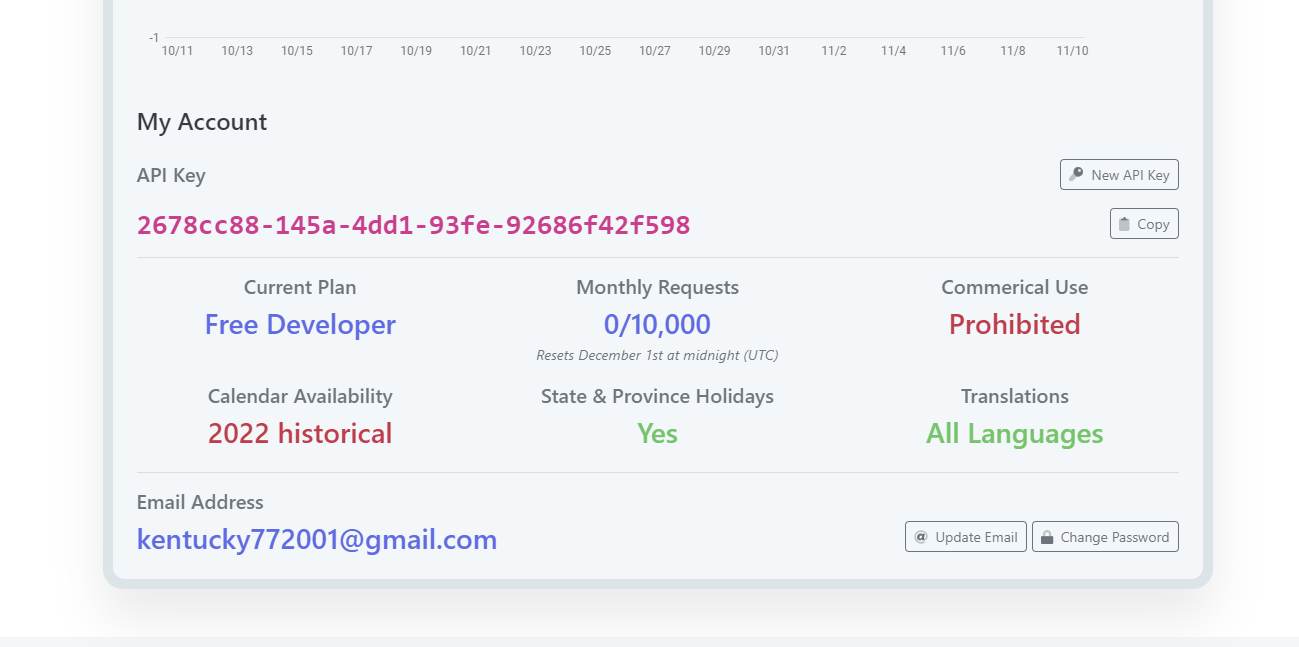 -1
10/11 10/13 10/15 10/17 10/19 10/21 10/23 10/25 10/27 10/29 10/31 11/2 11/4 11/6 11/8 11/10
My Account
API Key
New API Key
2678cc88-145a-4dd1-93fe-92686f42f598
Copy
Current Plan
Free Developer
Monthly Requests
0/10,000
Resets December 1st at midnight (UTC)
Commerical Use
Prohibited
Calendar Availability
2022 historical
State & Province Holidays
Yes
Translations
All Languages
Email Address
kentucky772001@gmail.com
Update Email
Change Password